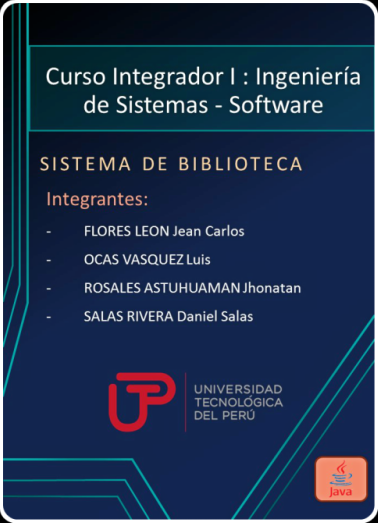 Curso Integrador I : Ingeniería
de Sistemas - Software
SISTEMA DE BIBLIOTECA
Integrantes:
- FLORES LEON Jean Carlos
- OCAS VASQUEZ Luis
- ROSALES ASTUHUAMAN Jhonatan
- SALAS RIVERA Daniel Salas
UTP
UNIVERSIDAD
TECNOLÓGICA
DEL PERÚ
Java